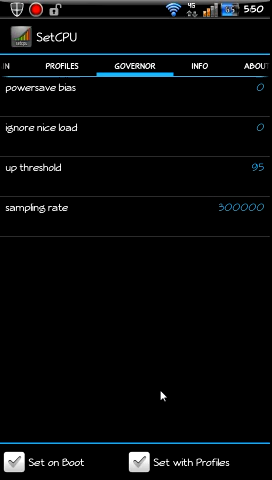 4G 5:50
SetCPU
IN PROFILES GOVERNOR INFO ABOUT
powersave bias 0
ignore nice load 0
up threshold 95
sampling rate 300000
Set on Boot Set with Profiles